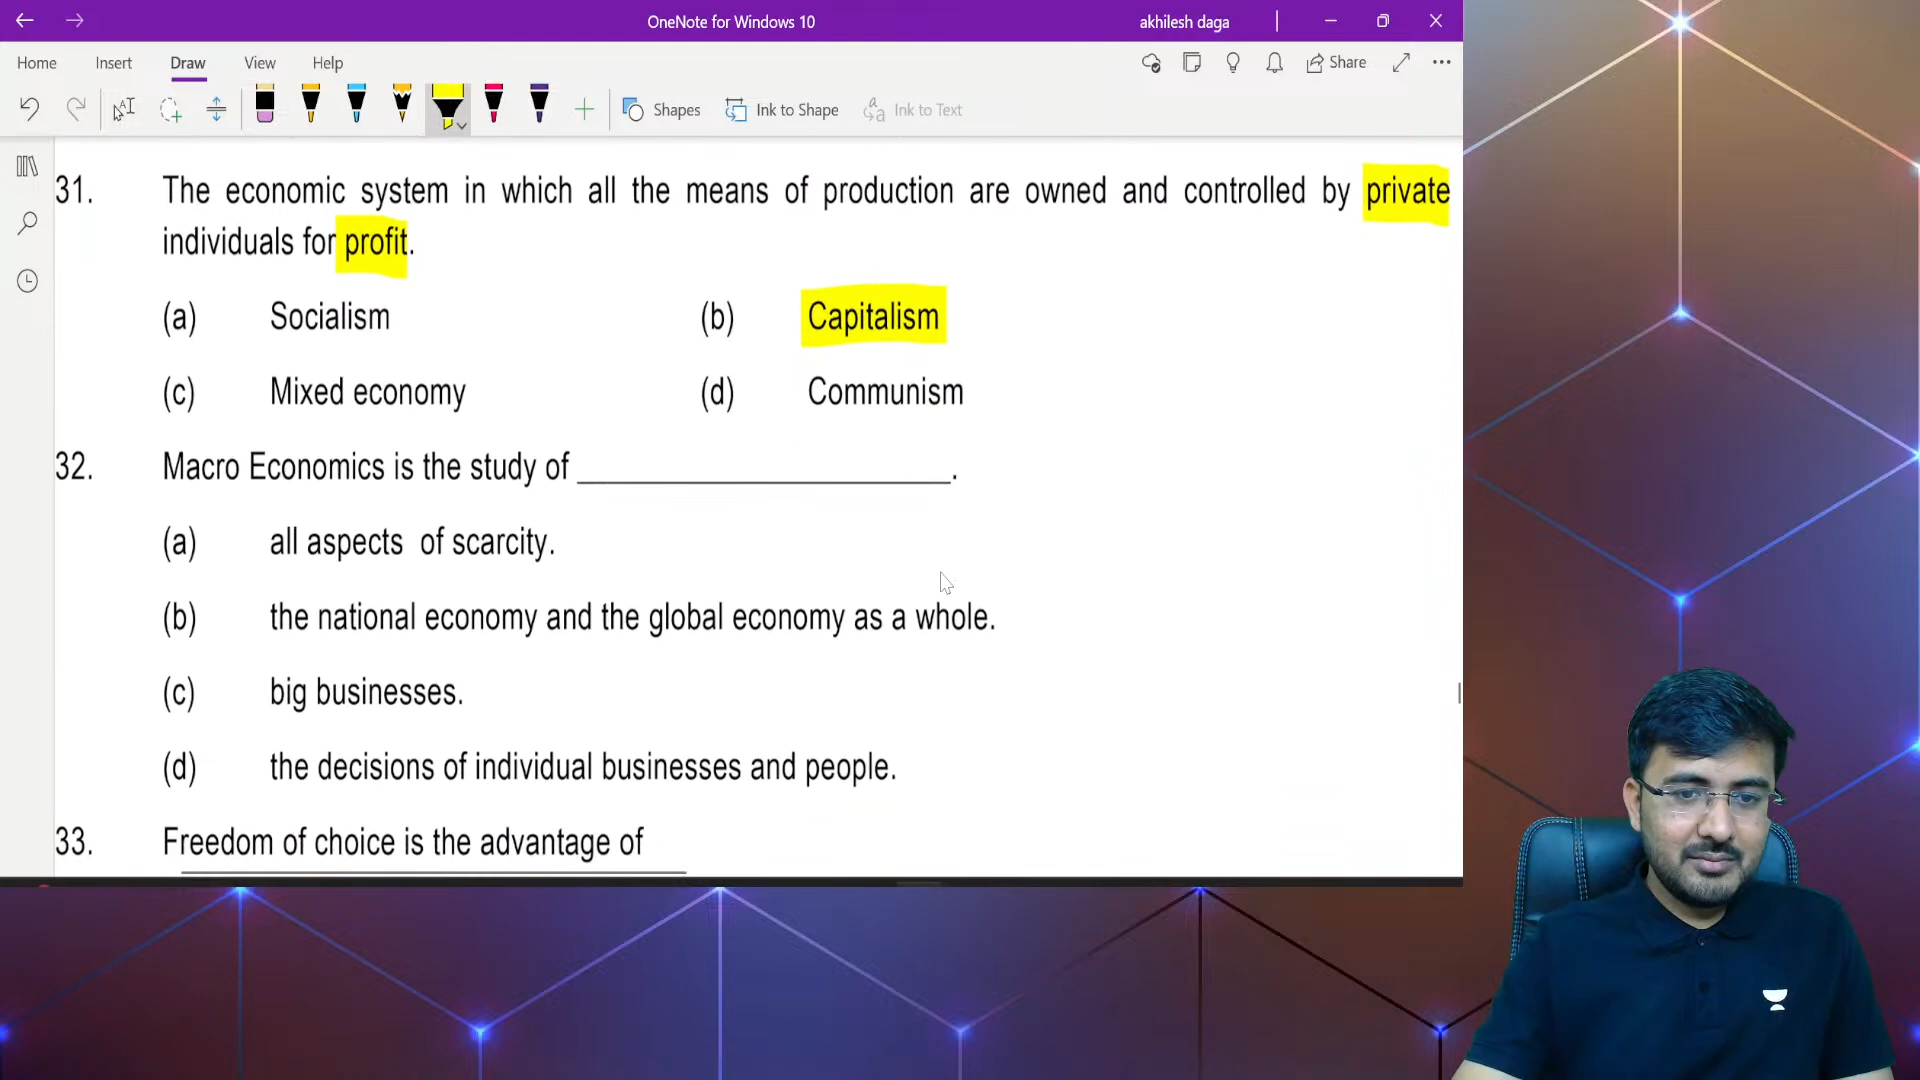 OneNote for Windows 10
akhilesh daga
Home Insert Draw View Help
Share
Shapes Ink to Shape Ink to Text
31. The economic system in which all the means of production are owned and controlled by private
individuals for profit.
(a) Socialism (b) Capitalism
(c) Mixed economy (d) Communism
32. Macro Economics is the study of ______________________.
(a) all aspects of scarcity.
(b) the national economy and the global economy as a whole.
(c) big businesses.
(d) the decisions of individual businesses and people.
33. Freedom of choice is the advantage of